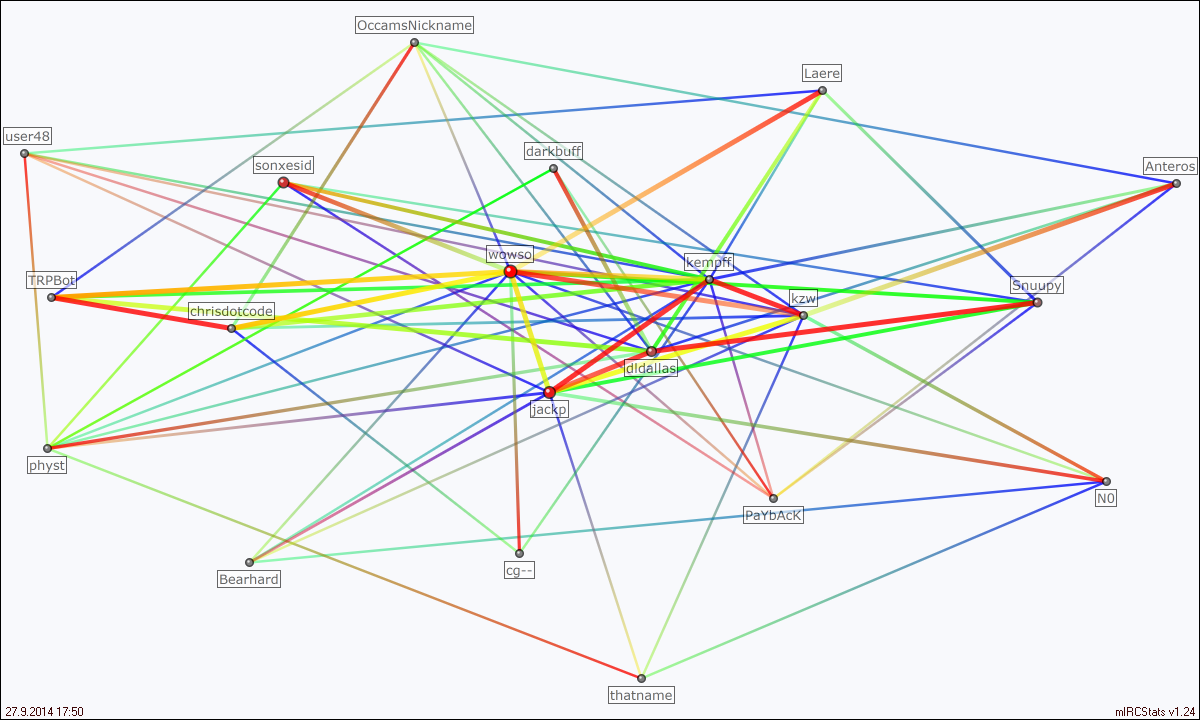 OccamsNickname
Laere
user48
darkbuff
sonxesid
Anteros
wowso
kempff
TRPBot
Snuupy
kzw
chrisdotcode
dldallas
jackp
physt
N0
PaYbAcK
cg--
Bearhard
thatname
27.9.2014 17:50
mIRCStats v1.24